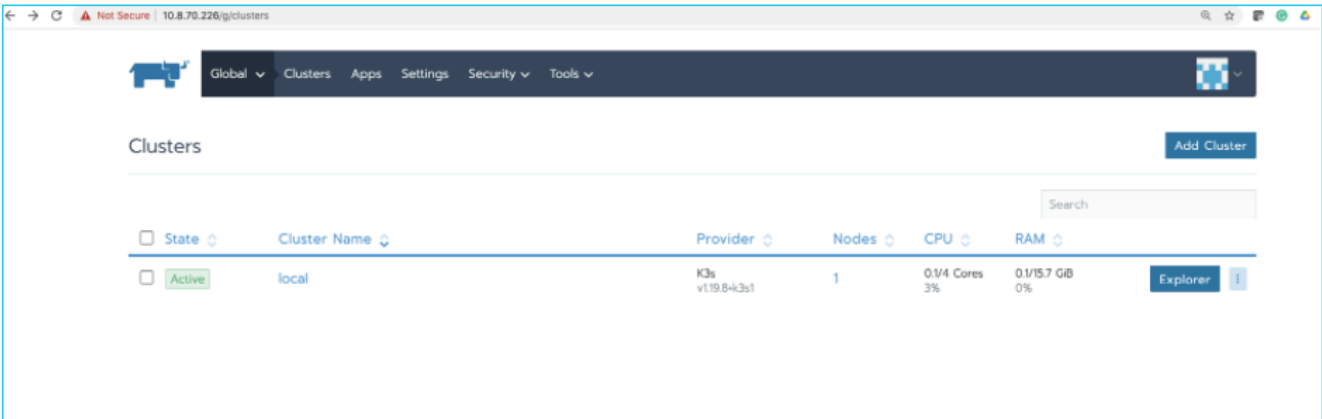 Not Secure 10.8.70.226/g/clusters
Global Clusters Apps Settings Security Tools
Clusters Add Cluster
Search
State Cluster Name Provider Nodes CPU RAM
Active local K3s 1 0.1/4 Cores 0.1/15.7 GiB Explorer
v1.19.8+k3s1 3% 0%